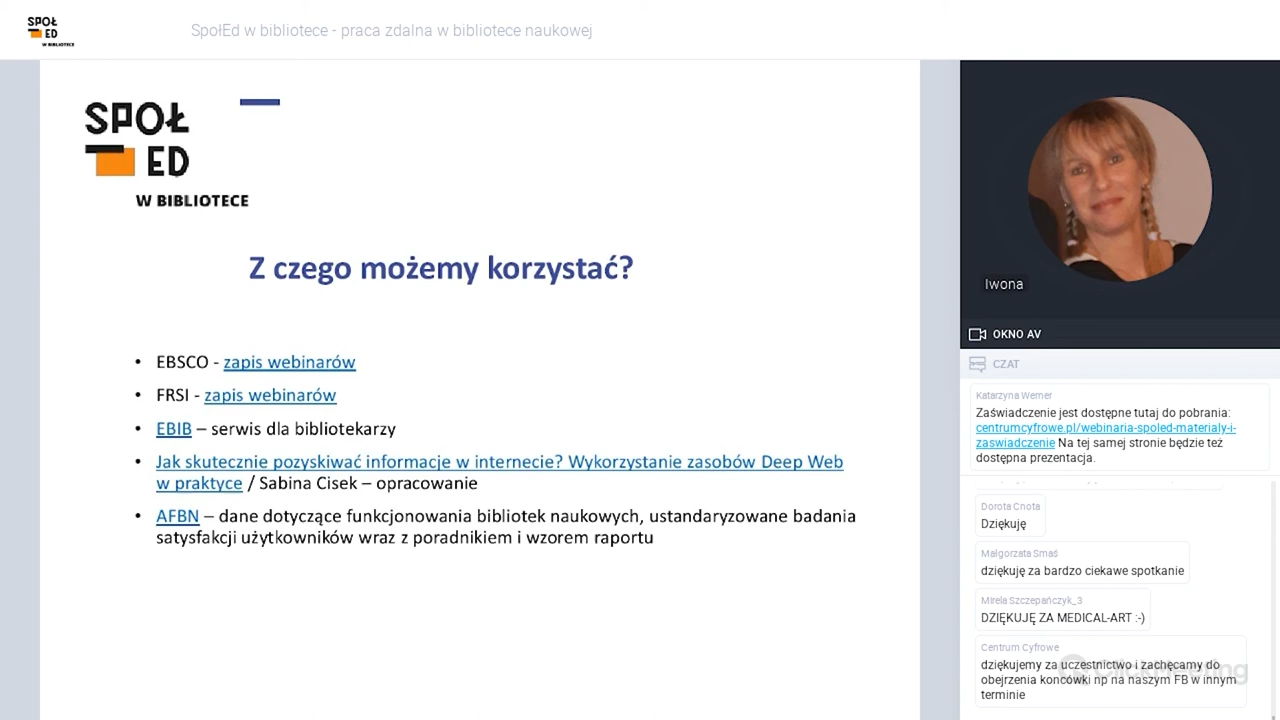 SPOŁ
ED
W BIBLIOTECE
SpołEd w bibliotece - praca zdalna w bibliotece naukowej
SPOŁ
ED
W BIBLIOTECE
Z czego możemy korzystać?
• EBSCO - zapis webinarów
• FRSI - zapis webinarów
• EBIB – serwis dla bibliotekarzy
• Jak skutecznie pozyskiwać informacje w internecie? Wykorzystanie zasobów Deep Web
w praktyce / Sabina Cisek – opracowanie
• AFBN – dane dotyczące funkcjonowania bibliotek naukowych, ustandaryzowane badania
satysfakcji użytkowników wraz z poradnikiem i wzorem raportu
Iwona
OKNO AV
CZAT
Katarzyna Werner
Zaświadczenie jest dostępne tutaj do pobrania:
centrumcyfrowe.pl/webinaria-spoled-materialy-i-
zaswiadczenie Na tej samej stronie będzie też
dostępna prezentacja.
Dorota Cnota
Dziękuję
Małgorzata Smaś
dziękuję za bardzo ciekawe spotkanie
Mirela Szczepańczyk_3
DZIĘKUJĘ ZA MEDICAL-ART :-)
Centrum Cyfrowe
dziękujemy za uczestnictwo i zachęcamy do
obejrzenia końcówki np na naszym FB w innym
terminie
ClickMeeting